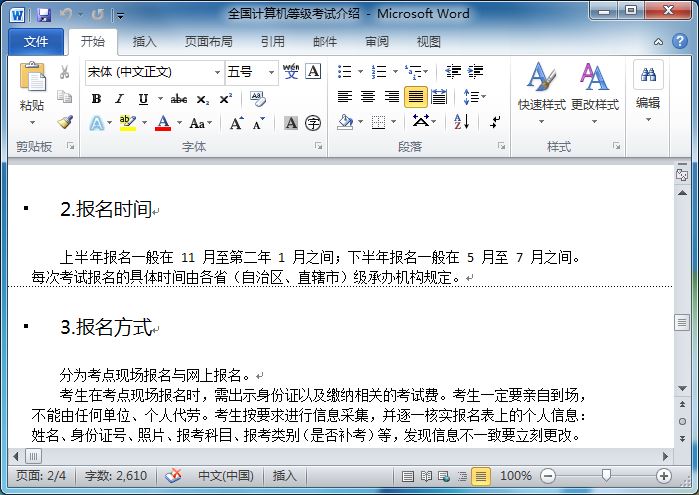 全国计算机等级考试介绍 - Microsoft Word
文件 开始 插入 页面布局 引用 邮件 审阅 视图
宋体 (中文正文) 五号 wén 文 A
粘贴 快速样式 更改样式 编辑
B I U abc x₂ x² 
A ab A Aa A A A 字
剪贴板 字体 段落 样式
2.报名时间
上半年报名一般在 11 月至第二年 1 月之间；下半年报名一般在 5 月至 7 月之间。
每次考试报名的具体时间由各省（自治区、直辖市）级承办机构规定。
3.报名方式
分为考点现场报名与网上报名。
考生在考点现场报名时，需出示身份证以及缴纳相关的考试费。考生一定要亲自到场，
不能由任何单位、个人代劳。考生按要求进行信息采集，并逐一核实报名表上的个人信息：
姓名、身份证号、照片、报考科目、报考类别（是否补考）等，发现信息不一致要立刻更改。
页面: 2/4 字数: 2,610 中文(中国) 插入 100%